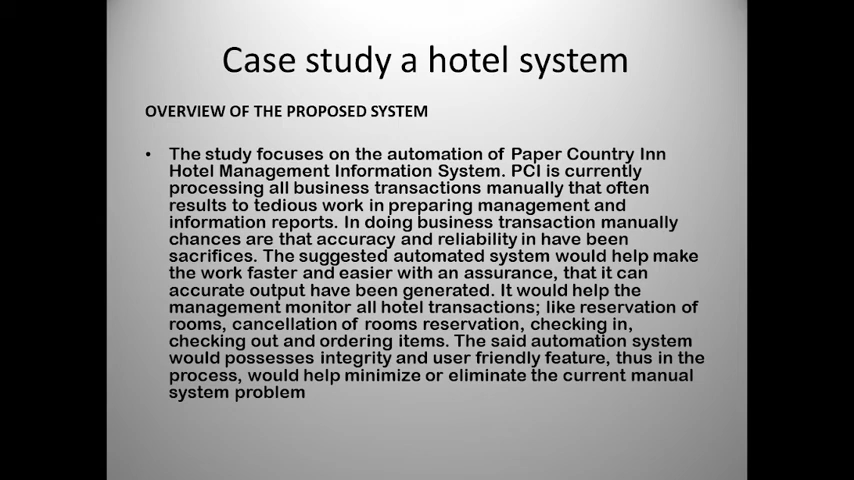 Case study a hotel system
OVERVIEW OF THE PROPOSED SYSTEM
• The study focuses on the automation of Paper Country Inn
Hotel Management Information System. PCI is currently
processing all business transactions manually that often
results to tedious work in preparing management and
information reports. In doing business transaction manually
chances are that accuracy and reliability in have been
sacrifices. The suggested automated system would help make
the work faster and easier with an assurance, that it can
accurate output have been generated. It would help the
management monitor all hotel transactions; like reservation of
rooms, cancellation of rooms reservation, checking in,
checking out and ordering items. The said automation system
would possesses integrity and user friendly feature, thus in the
process, would help minimize or eliminate the current manual
system problem